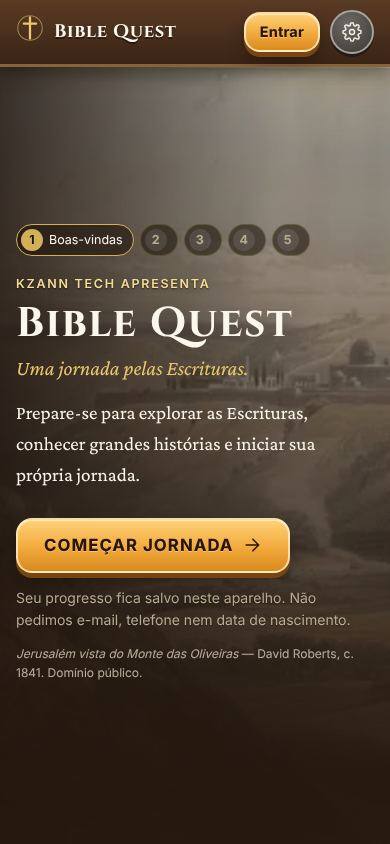 Bible Quest
Entrar
1 Boas-vindas 2 3 4 5
KZANN TECH APRESENTA
Bible Quest
Uma jornada pelas Escrituras.
Prepare-se para explorar as Escrituras,
conhecer grandes histórias e iniciar sua
própria jornada.
COMEÇAR JORNADA →
Seu progresso fica salvo neste aparelho. Não
pedimos e-mail, telefone nem data de nascimento.
Jerusalém vista do Monte das Oliveiras — David Roberts, c.
1841. Domínio público.